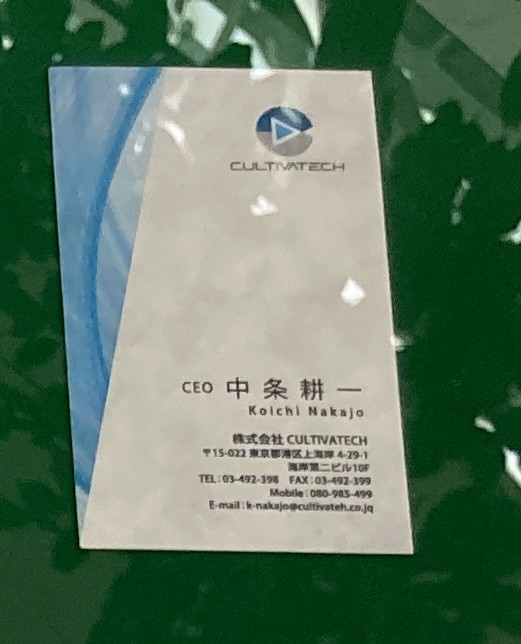 CULTIVATECH
CEO 中条耕一
Koichi Nakajo
株式会社 CULTIVATECH
〒15-022 東京都港区上海岸 4-29-1
海岸第二ビル10F
TEL:03-492-398 FAX:03-492-399
Mobile:080-985-499
E-mail:k-nakajo@cultivateh.co.jq